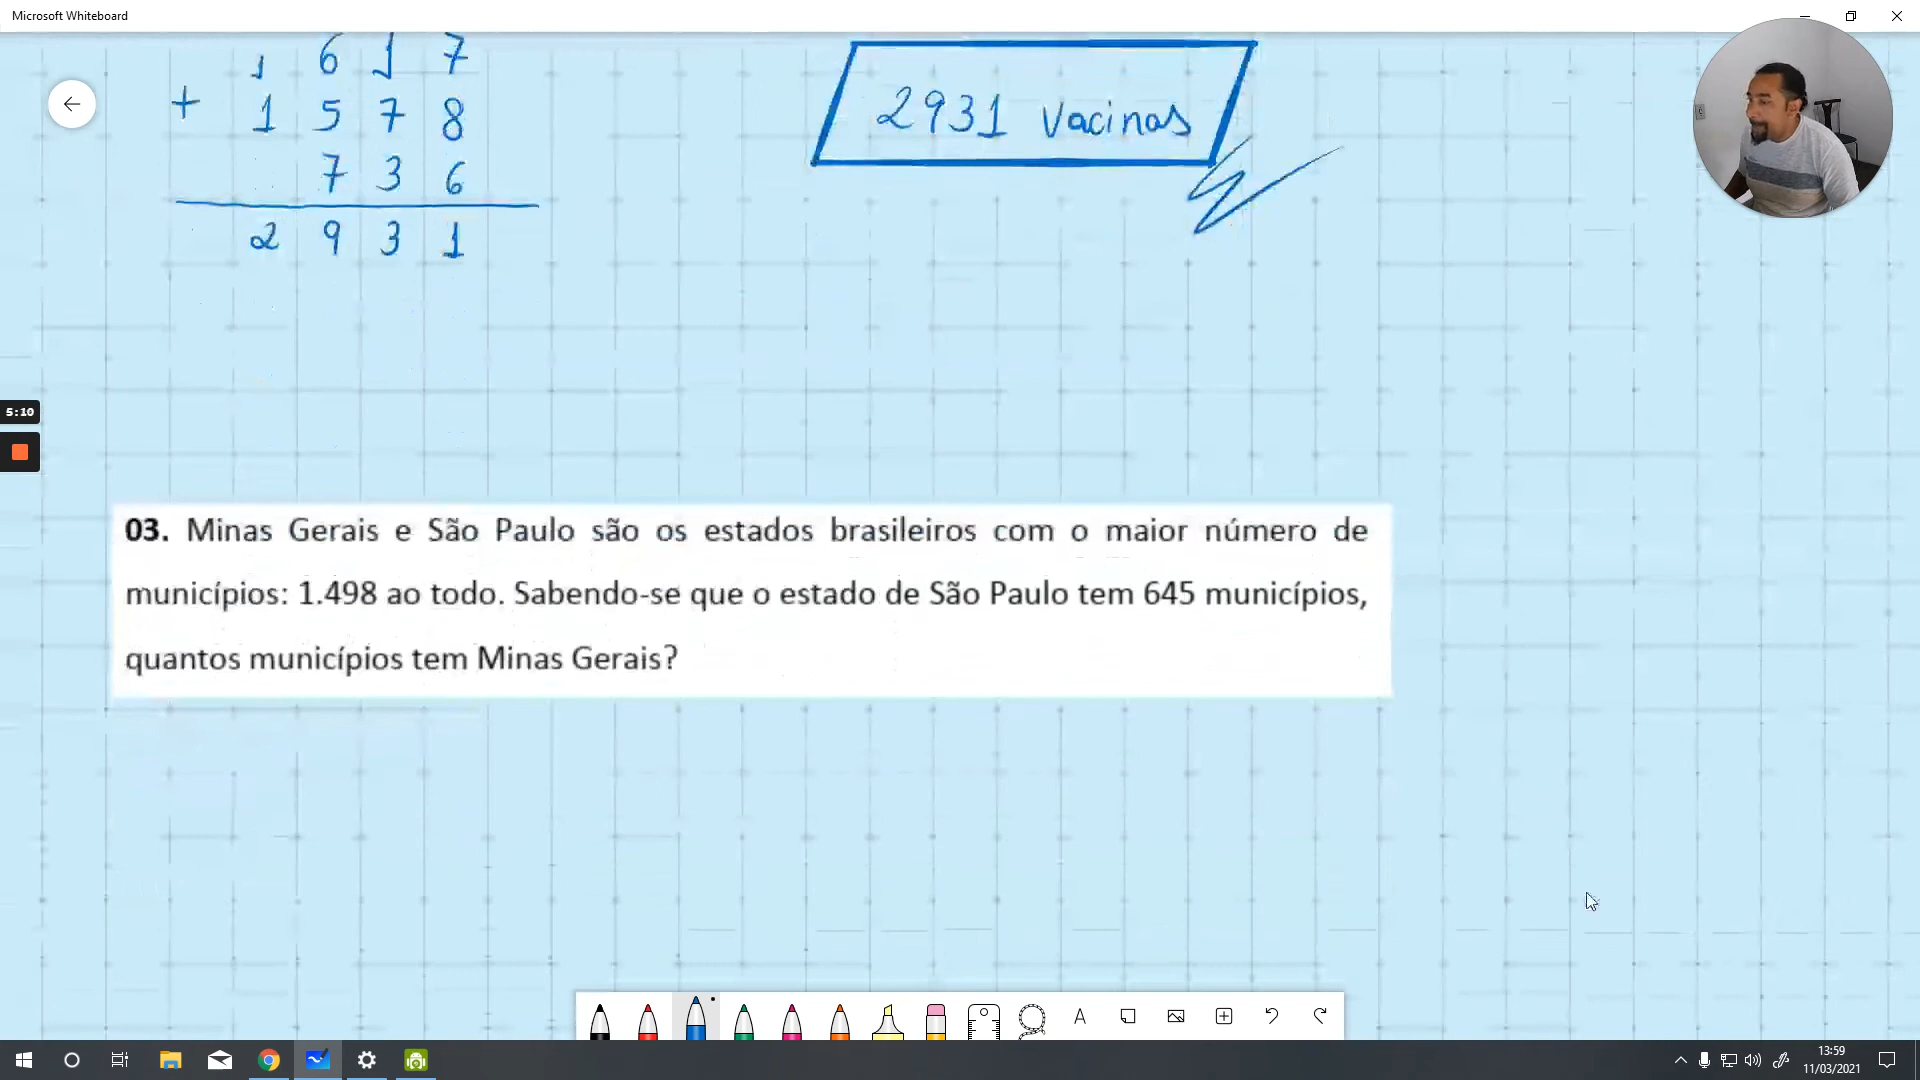 Microsoft Whiteboard
1 6 1 7
+ 1 5 7 8
7 3 6
2 9 3 1
2931 vacinas
5:10
03. Minas Gerais e São Paulo são os estados brasileiros com o maior número de
municípios: 1.498 ao todo. Sabendo-se que o estado de São Paulo tem 645 municípios,
quantos municípios tem Minas Gerais?
A
13:59
11/03/2021